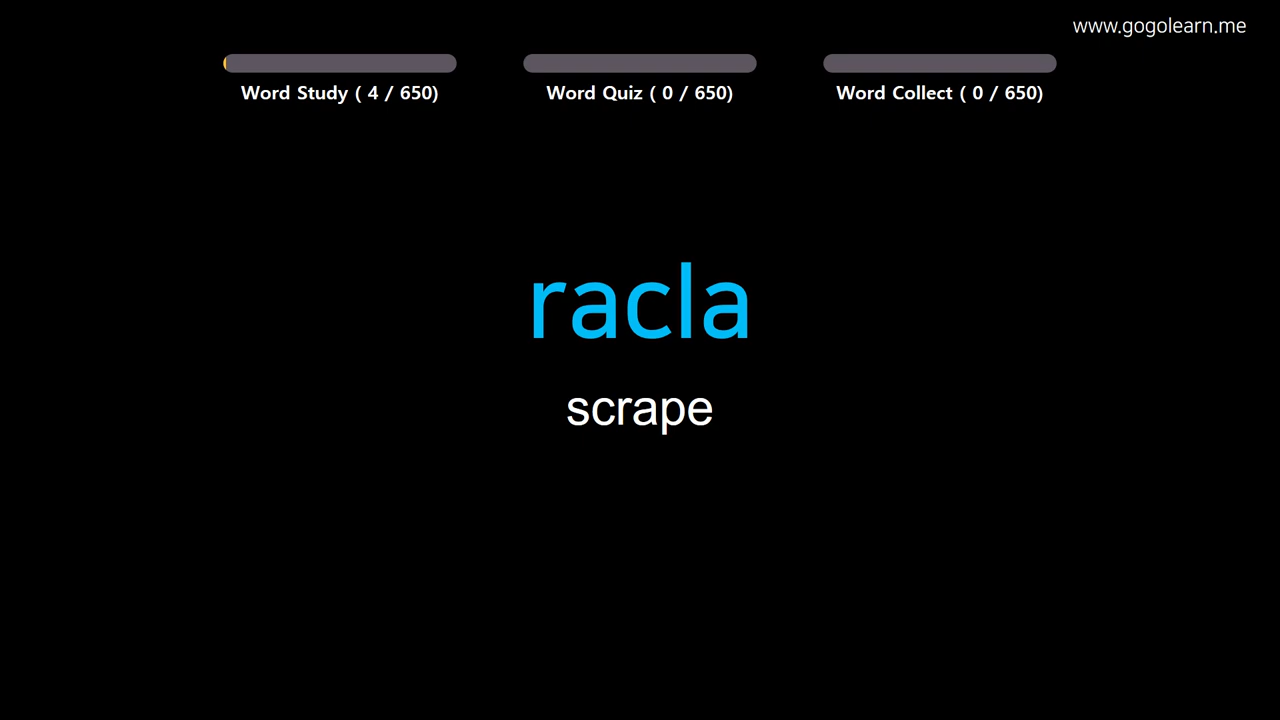 www.gogolearn.me
Word Study ( 4 / 650)
Word Quiz ( 0 / 650)
Word Collect ( 0 / 650)
racla
scrape